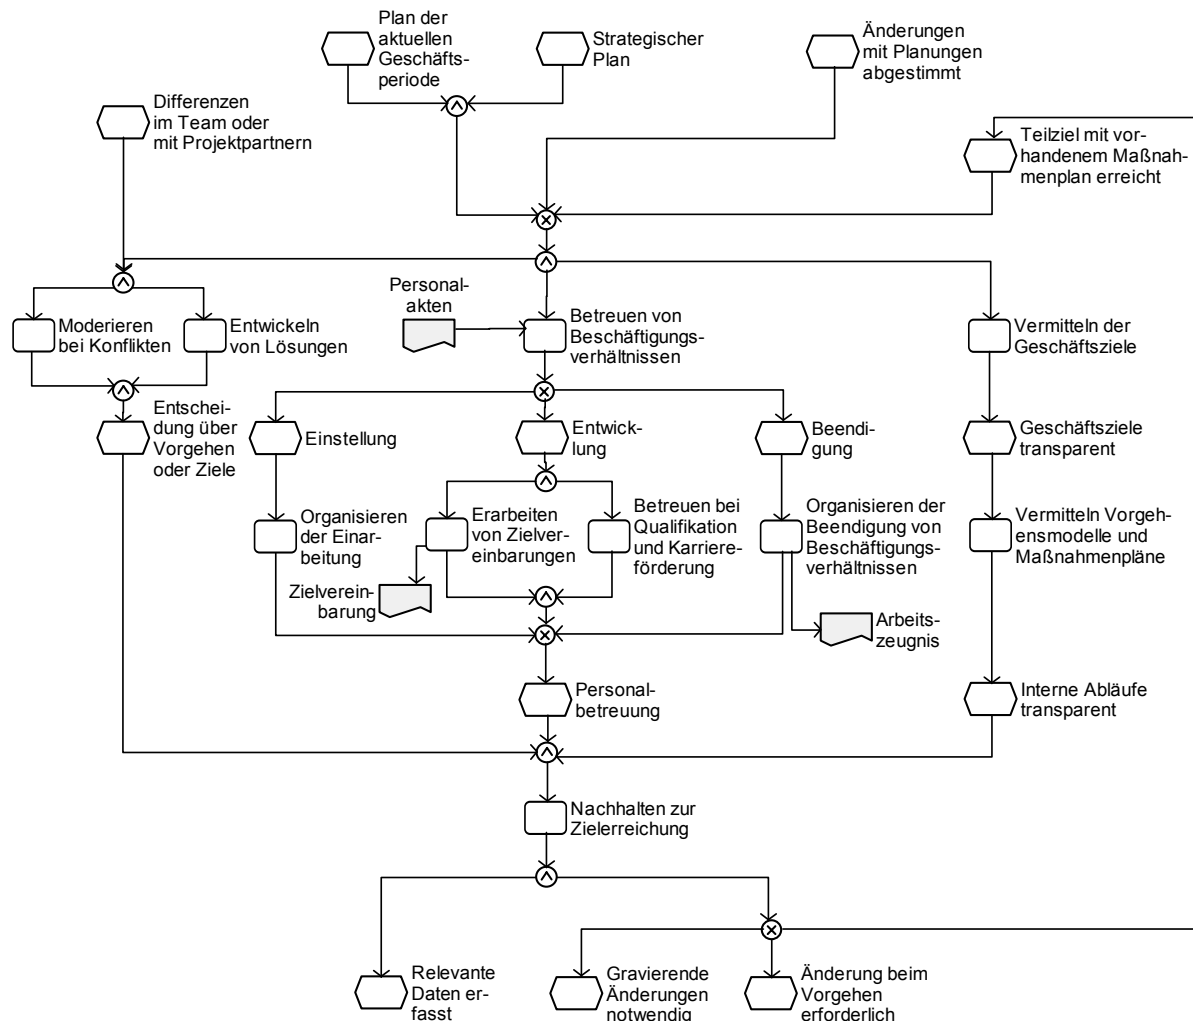 Plan der
aktuellen
Geschäfts-
periode
Strategischer
Plan
Änderungen
mit Planungen
abgestimmt
Differenzen
im Team oder
mit Projektpartnern
Teilziel mit vor-
handenem Maßnah-
menplan erreicht
Personal-
akten
Moderieren
bei Konflikten
Entwickeln
von Lösungen
Betreuen von
Beschäftigungs-
verhältnissen
Vermitteln der
Geschäftsziele
Entschei-
dung über
Vorgehen
oder Ziele
Einstellung
Entwick-
lung
Beendi-
gung
Geschäftsziele
transparent
Organisieren
der Einar-
beitung
Erarbeiten
von Zielver-
einbarungen
Betreuen bei
Qualifikation
und Karriere-
förderung
Organisieren der
Beendigung von
Beschäftigungs-
verhältnissen
Vermitteln Vorgeh-
ensmodelle und
Maßnahmenpläne
Zielverein-
barung
Arbeits-
zeugnis
Personal-
betreuung
Interne Abläufe
transparent
Nachhalten zur
Zielerreichung
Relevante
Daten er-
fasst
Gravierende
Änderungen
notwendig
Änderung beim
Vorgehen
erforderlich